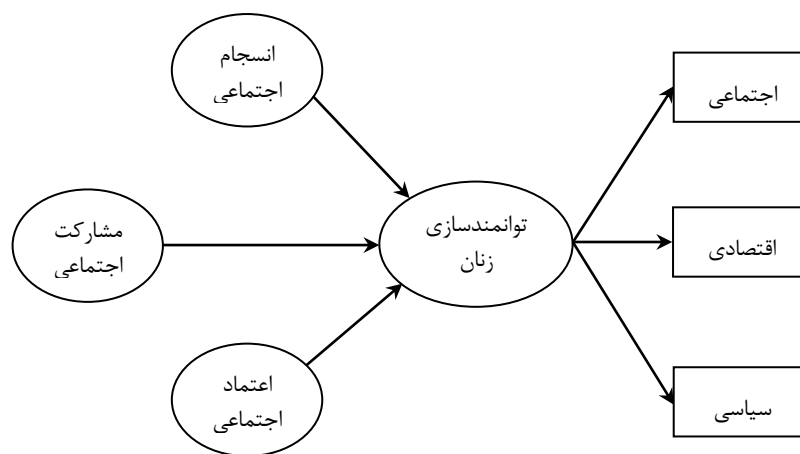 انسجام
اجتماعی
اجتماعی
مشارکت
اجتماعی
توانمندسازی
زنان
اقتصادی
اعتماد
اجتماعی
سیاسی